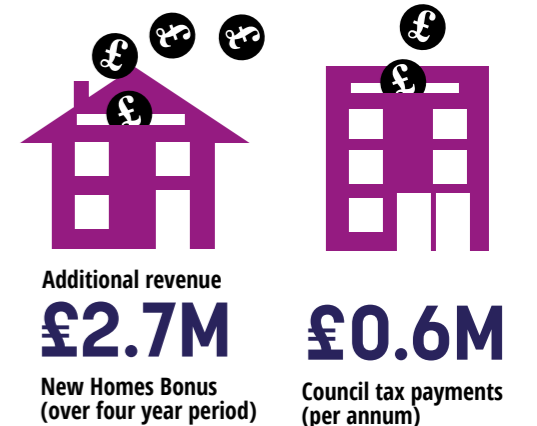 £ £ £
£
£
£
Additional revenue
£2.7M
New Homes Bonus
(over four year period)
£0.6M
Council tax payments
(per annum)